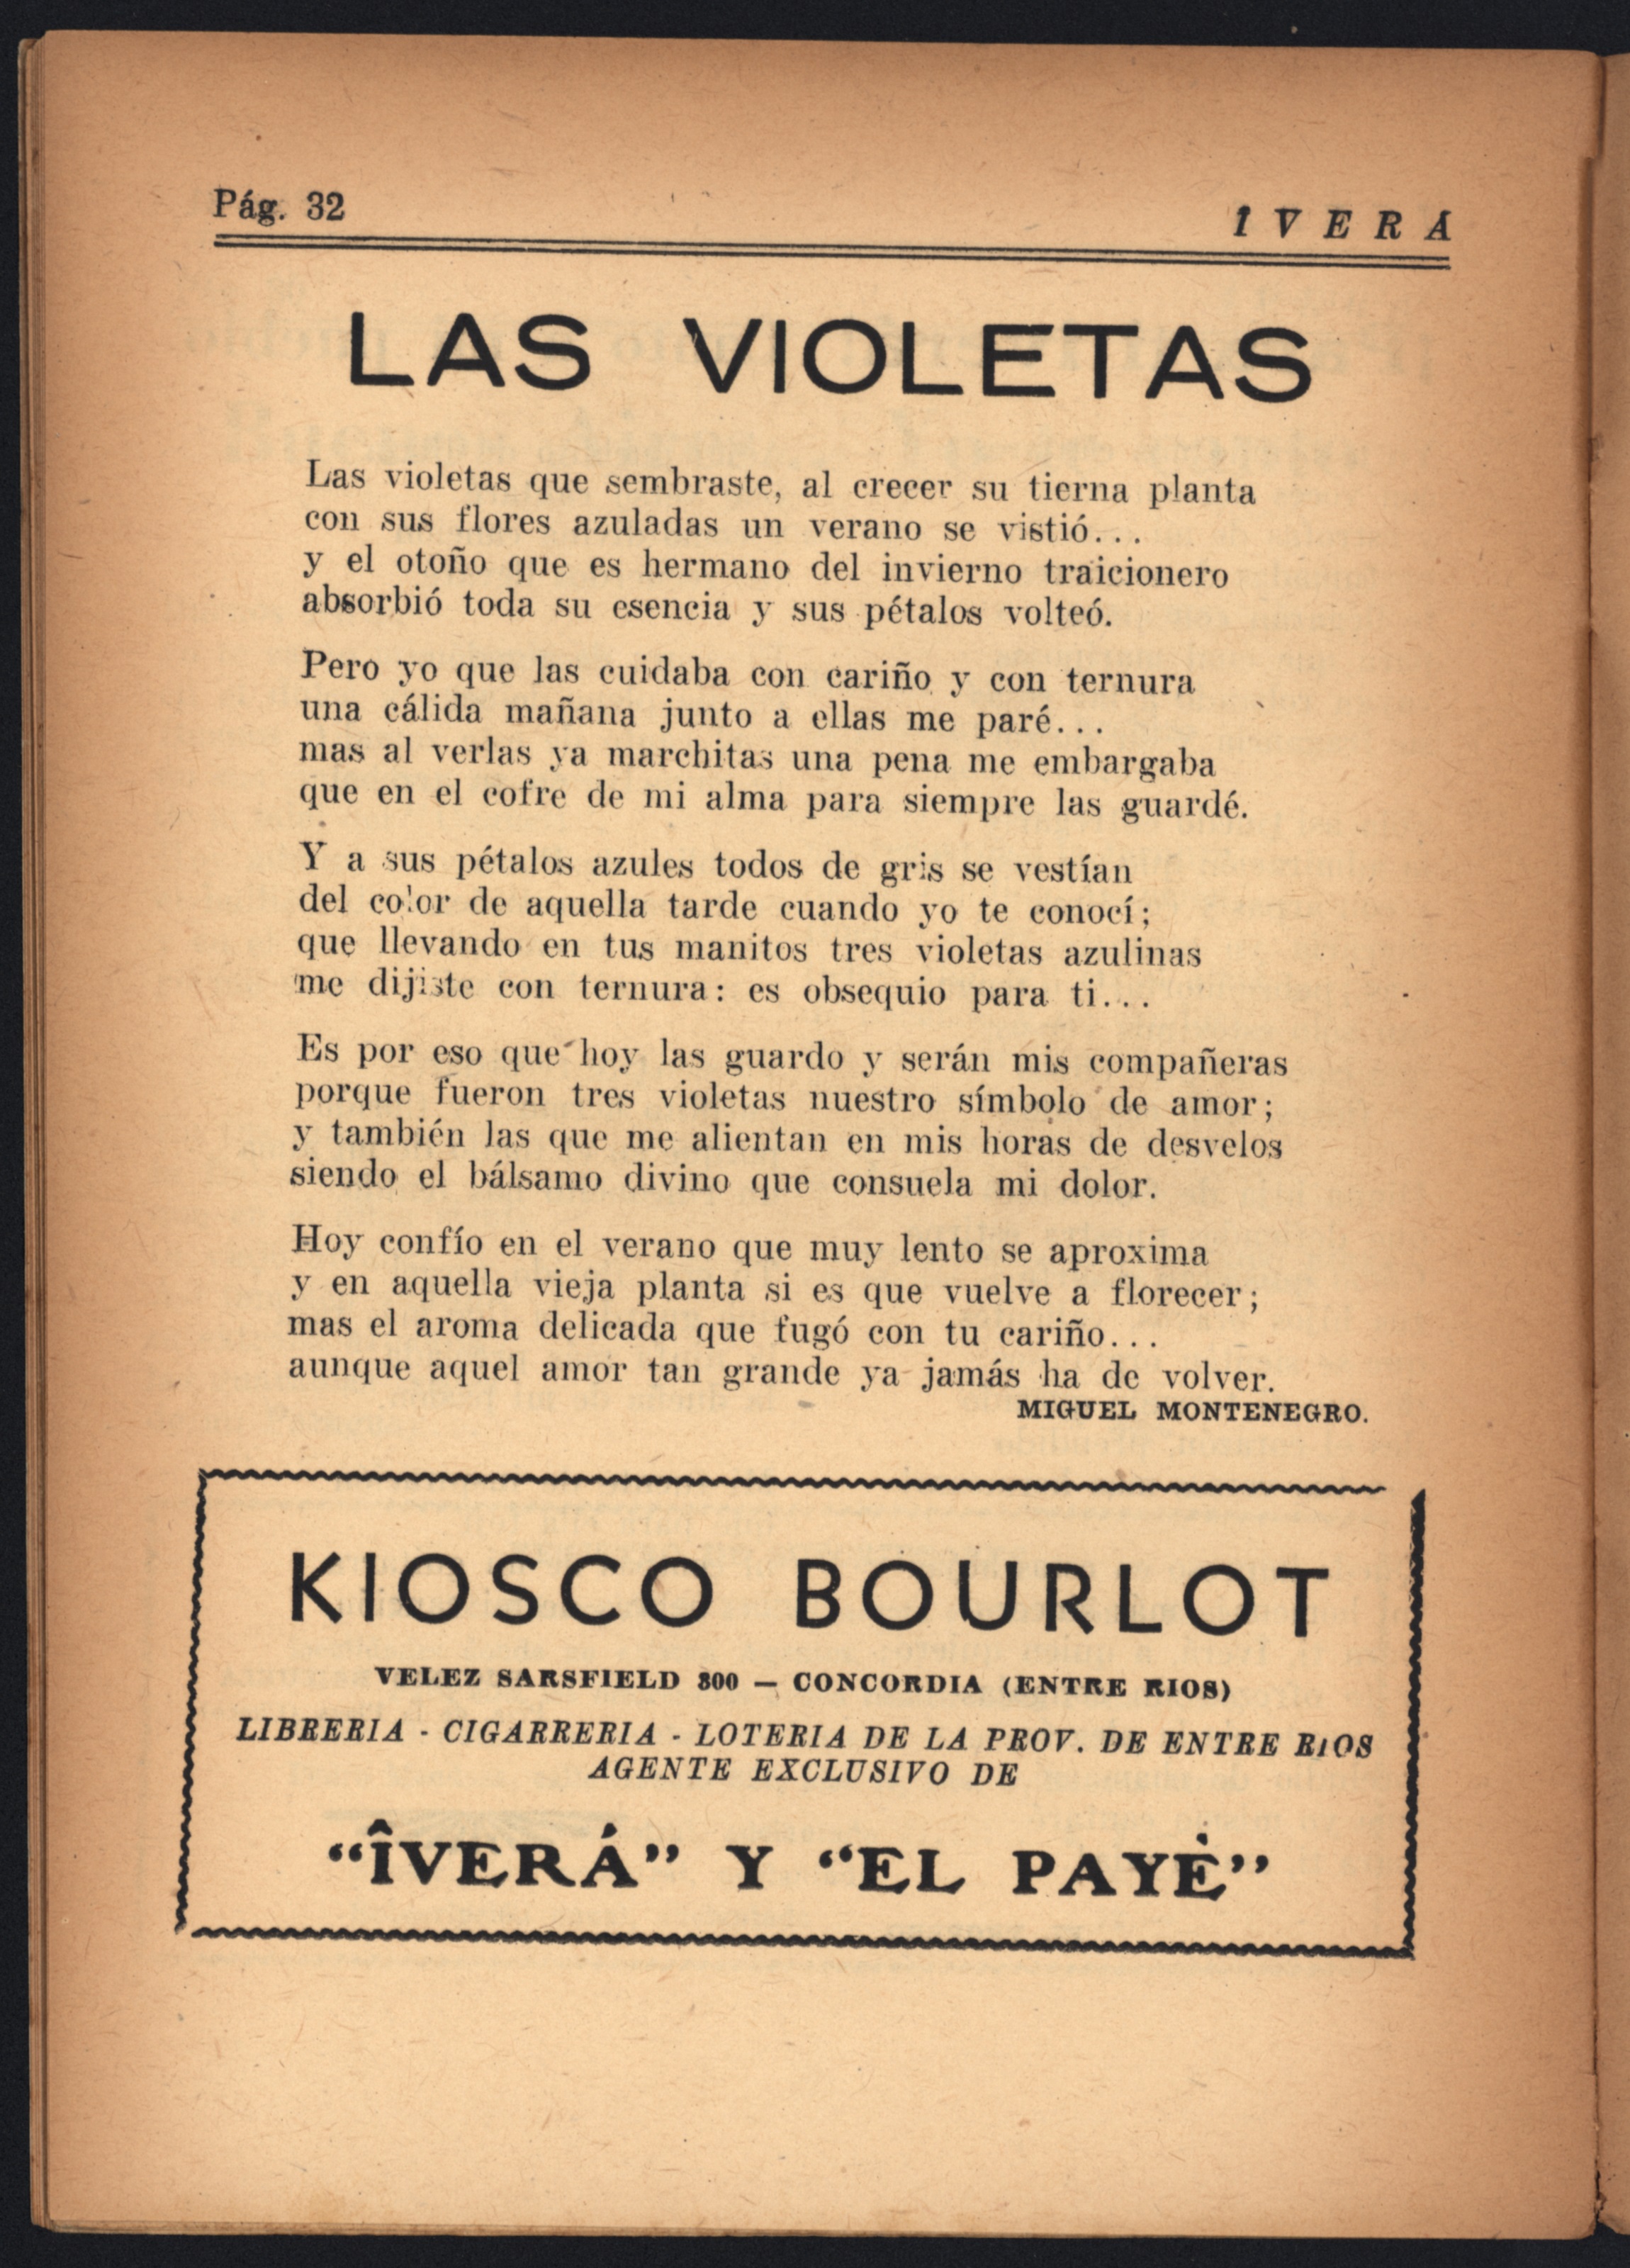 Pág. 32
IVERA
LAS VIOLETAS
Las violetas que sembraste, al crecer su tierna planta
con sus flores azuladas un verano se vistió...
y el otoño que es hermano del invierno traicionero
absorbió toda su esencia y sus pétalos volteó.
Pero yo que las cuidaba con cariño y con ternura
una cálida mañana junto a ellas me paré...
mas al verlas ya marchitas una pena me embargaba
que en el cofre de mi alma para siempre las guardé.
Y a sus pétalos azules todos de gris se vestían
del color de aquella tarde cuando yo te conocí;
que llevando en tus manitos tres violetas azulinas
me dijiste con ternura: es obsequio para ti...
Es por eso que hoy las guardo y serán mis compañeras
porque fueron tres violetas nuestro símbolo de amor;
y también las que me alientan en mis horas de desvelos
siendo el bálsamo divino que consuela mi dolor.
Hoy confío en el verano que muy lento se aproxima
y en aquella vieja planta si es que vuelve a florecer;
mas el aroma delicada que fugó con tu cariño...
aunque aquel amor tan grande ya jamás ha de volver.
MIGUEL MONTENEGRO.
KIOSCO BOURLOT
VELEZ SARSFIELD 800 — CONCORDIA (ENTRE RIOS)
LIBRERIA - CIGARRERIA - LOTERIA DE LA PROV. DE ENTRE RIOS
AGENTE EXCLUSIVO DE
“ÎVERÁ” Y “EL PAYÉ”